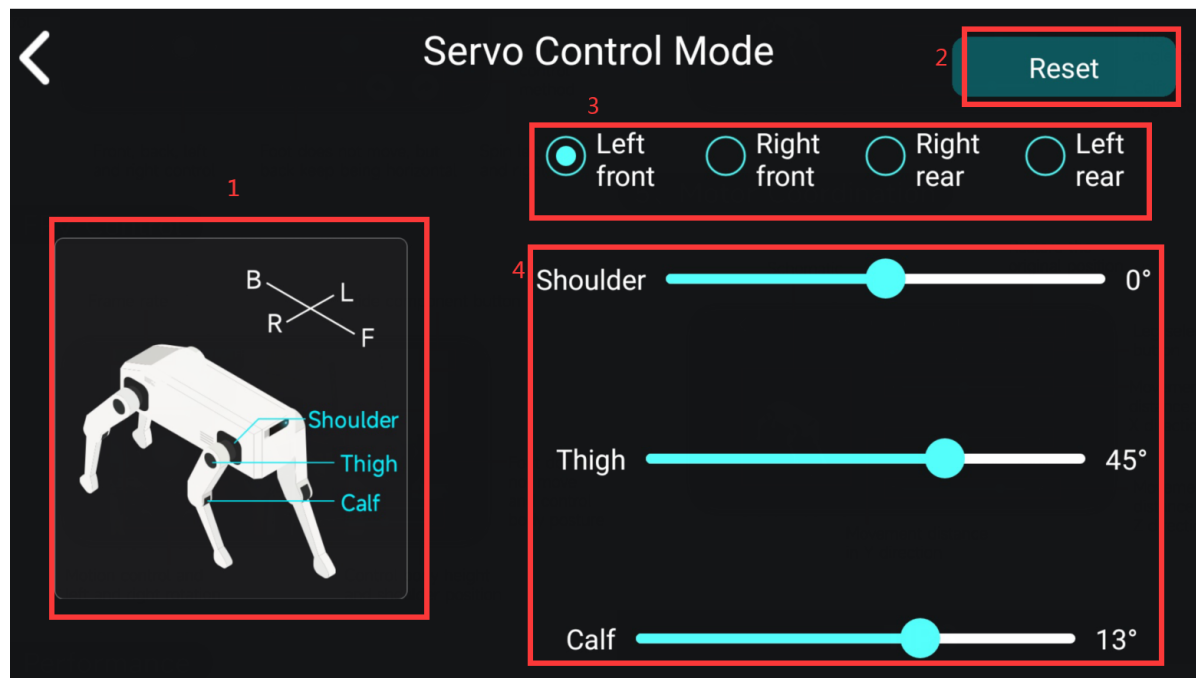 Servo Control Mode
2
Reset
3
Left
front
Right
front
Right
rear
Left
rear
1
B
L
R
F
Shoulder
Thigh
Calf
4
Shoulder 0°
Thigh 45°
Calf 13°